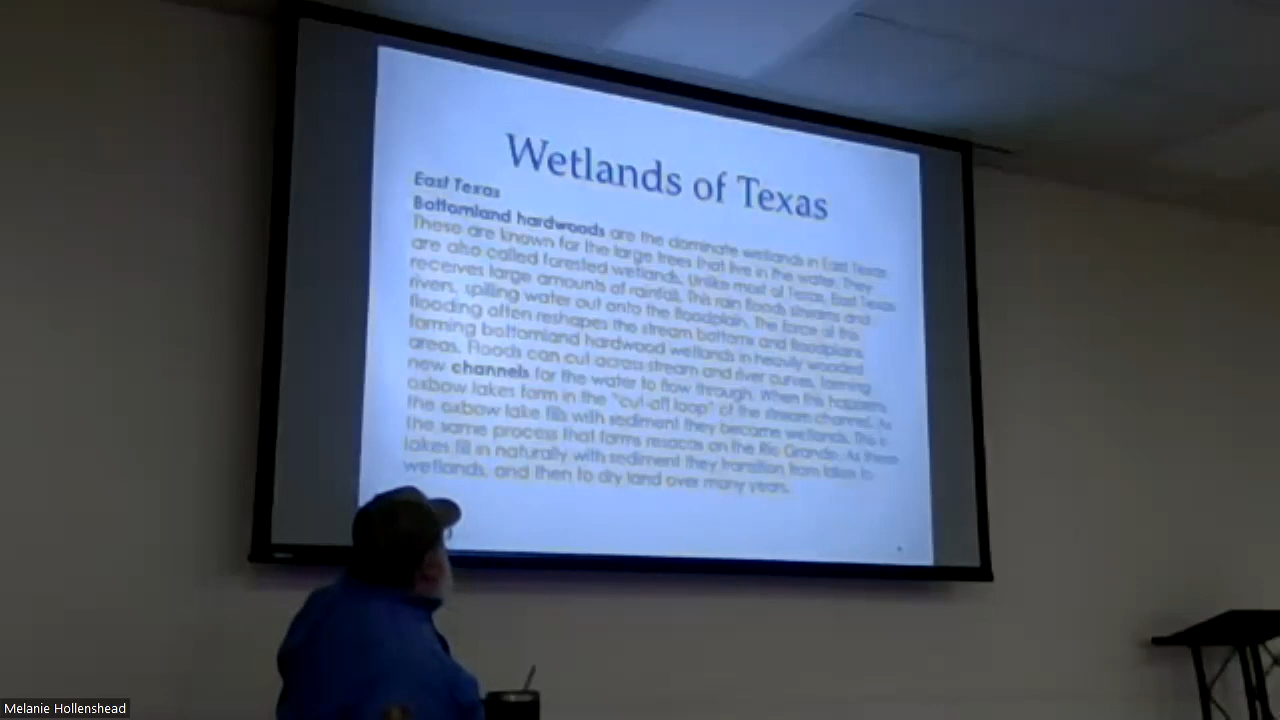 Wetlands of Texas
East Texas
Bottomland hardwoods are the dominate wetlands in East Texas.
These are known for the large trees that live in the water. They
are also called forested wetlands. Unlike most of Texas, East Texas
receives large amounts of rainfall. This rain floods streams and
rivers, spilling water out onto the floodplain. The force of this
flooding often reshapes the stream bottoms and floodplains
forming bottomland hardwood wetlands in heavily wooded
areas. Floods can cut across stream and river curves, forming
new channels for the water to flow through. When this happens
oxbow lakes form in the "cut-off loop" of the stream channel. As
the oxbow lake fills with sediment they become wetlands. This is
the same process that forms resacas on the Rio Grande. As these
lakes fill in naturally with sediment they transition from lakes to
wetlands, and then to dry land over many years.
Melanie Hollenshead